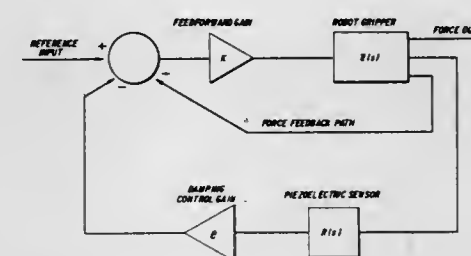 FEEDFORWARD GAIN
ROBOT GRIPPER
REFERENCE
INPUT
+
K
FORCE
−
FORCE FEEDBACK PATH
DAMPING
CONTROL GAIN
PIEZOELECTRIC SENSOR